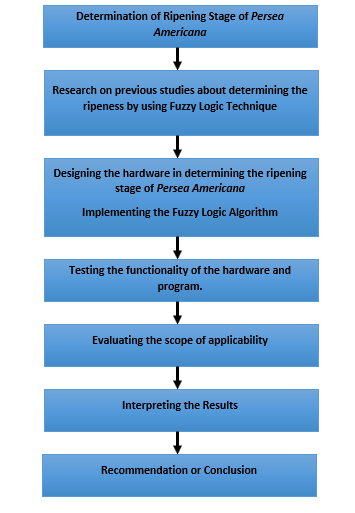 Determination of Ripening Stage of Persea
Americana
Research on previous studies about determining the
ripeness by using Fuzzy Logic Technique
Designing the hardware in determining the ripening
stage of Persea Americana
Implementing the Fuzzy Logic Algorithm
Testing the functionality of the hardware and
program.
Evaluating the scope of applicability
Interpreting the Results
Recommendation or Conclusion